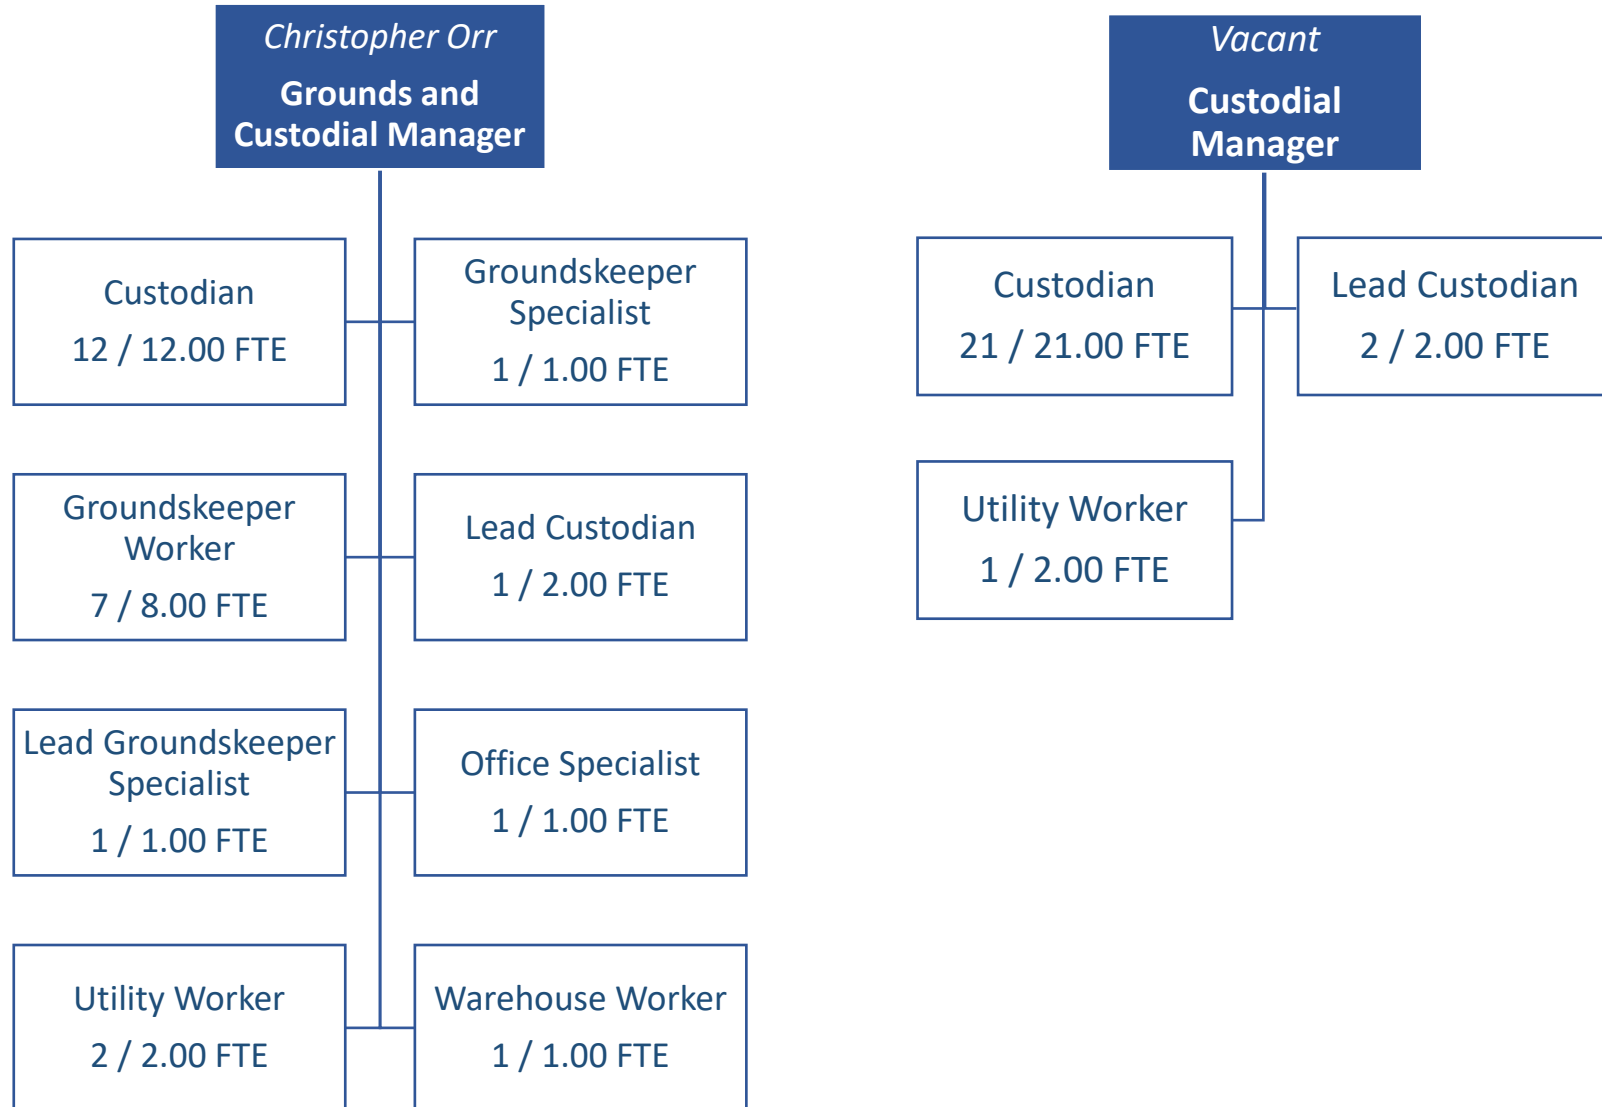 Christopher Orr
Grounds and
Custodial Manager
Custodian
12 / 12.00 FTE
Groundskeeper
Specialist
1 / 1.00 FTE
Groundskeeper
Worker
7 / 8.00 FTE
Lead Custodian
1 / 2.00 FTE
Lead Groundskeeper
Specialist
1 / 1.00 FTE
Office Specialist
1 / 1.00 FTE
Utility Worker
2 / 2.00 FTE
Warehouse Worker
1 / 1.00 FTE
Vacant
Custodial
Manager
Custodian
21 / 21.00 FTE
Lead Custodian
2 / 2.00 FTE
Utility Worker
1 / 2.00 FTE